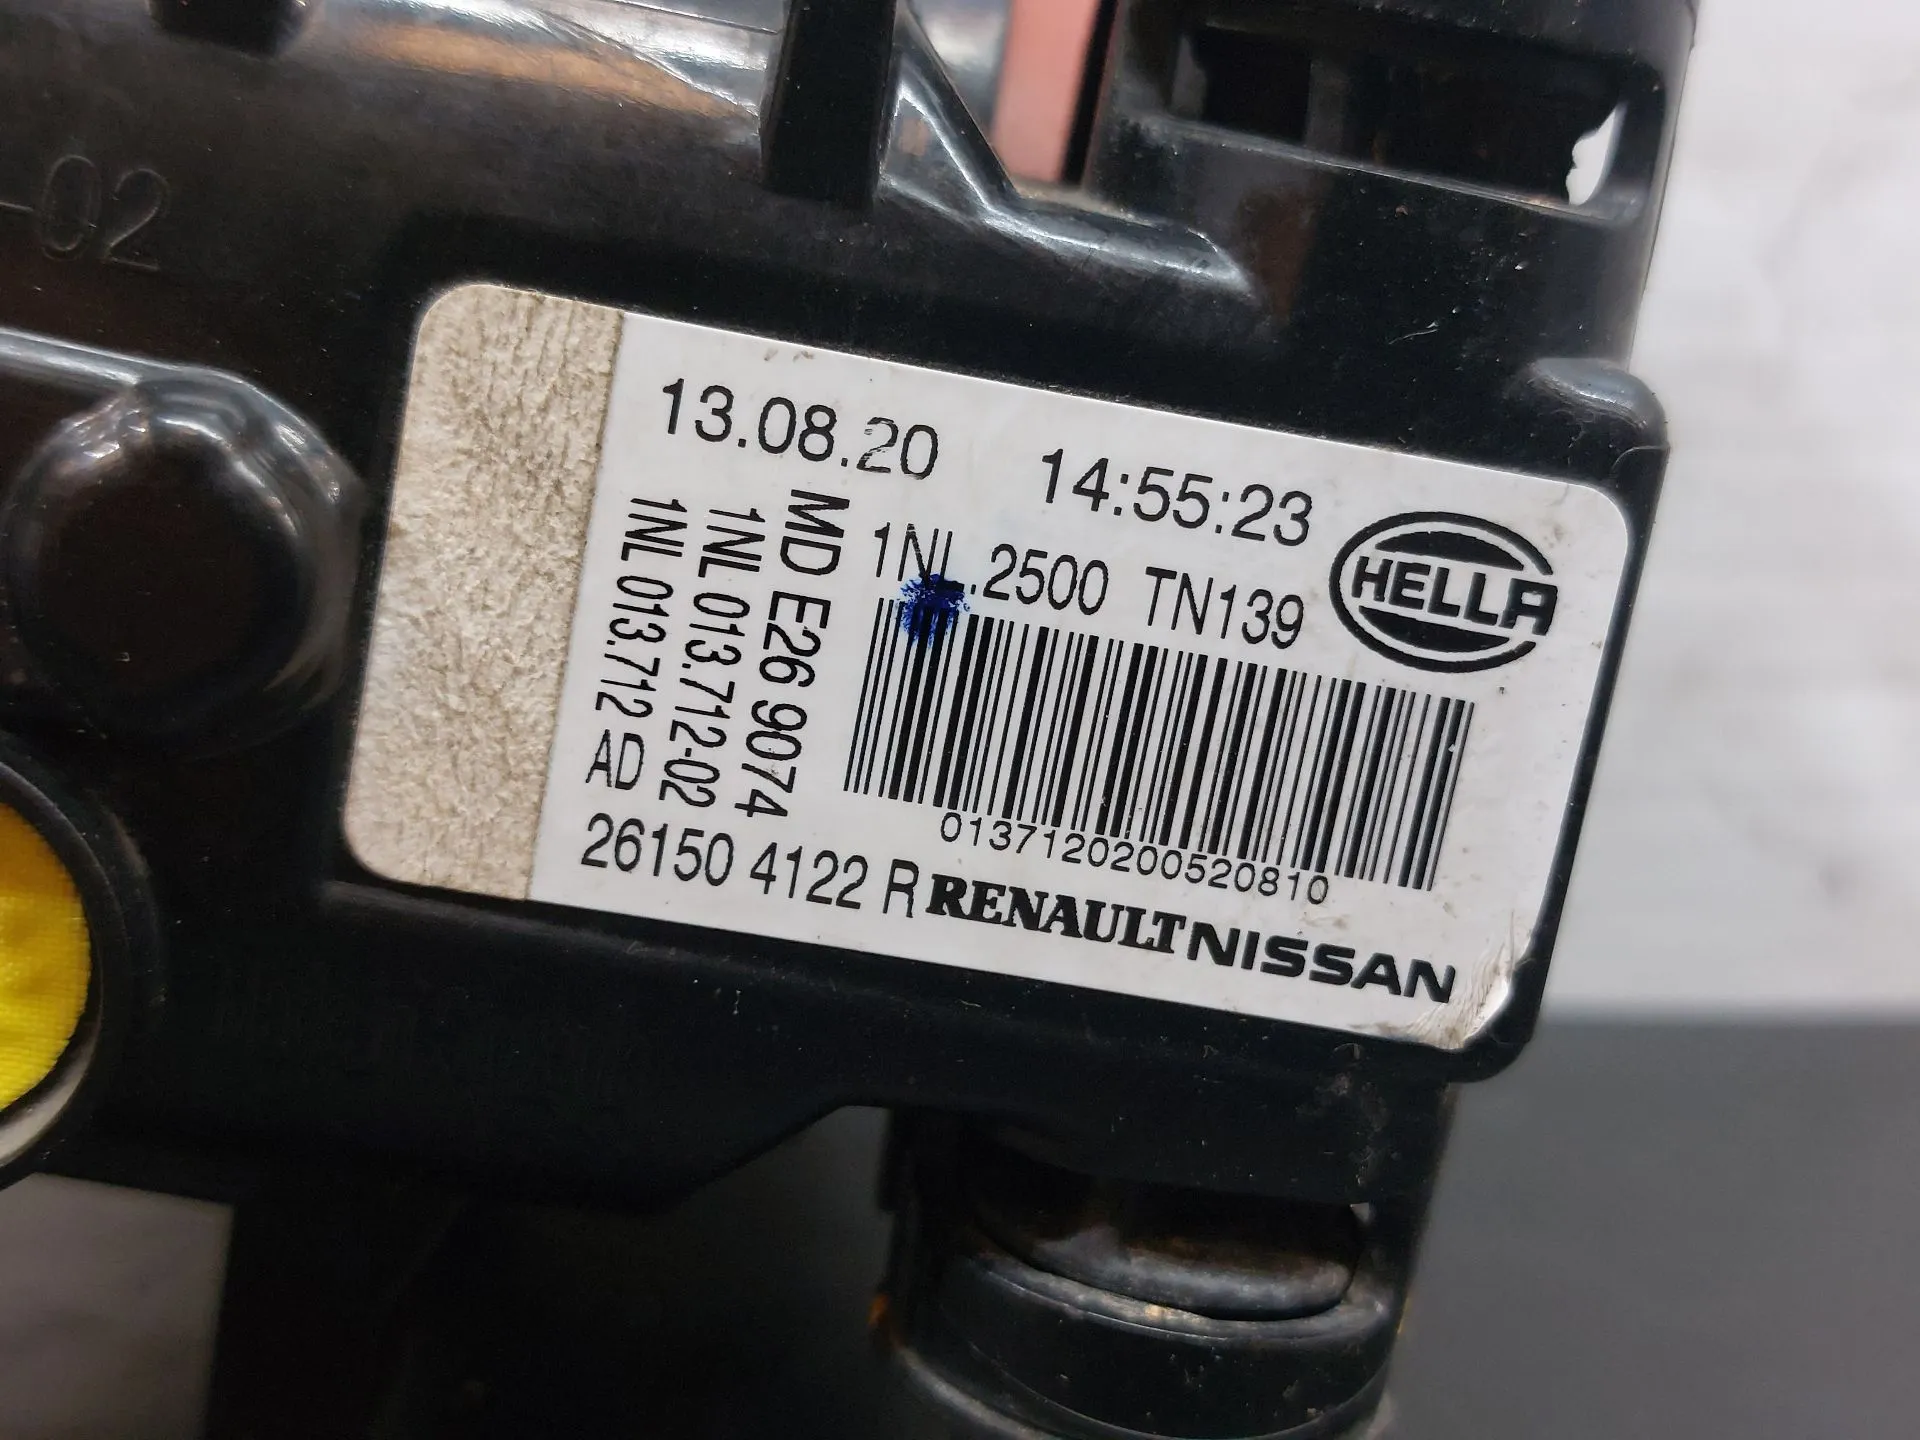 -02
13.08.20 14:55:23
1NL.2500 TN139
HELLA
MD E26 9074
1NL 013.712-02
1NL 013.712 AD
0137120200520810
26150 4122 R RENAULT NISSAN